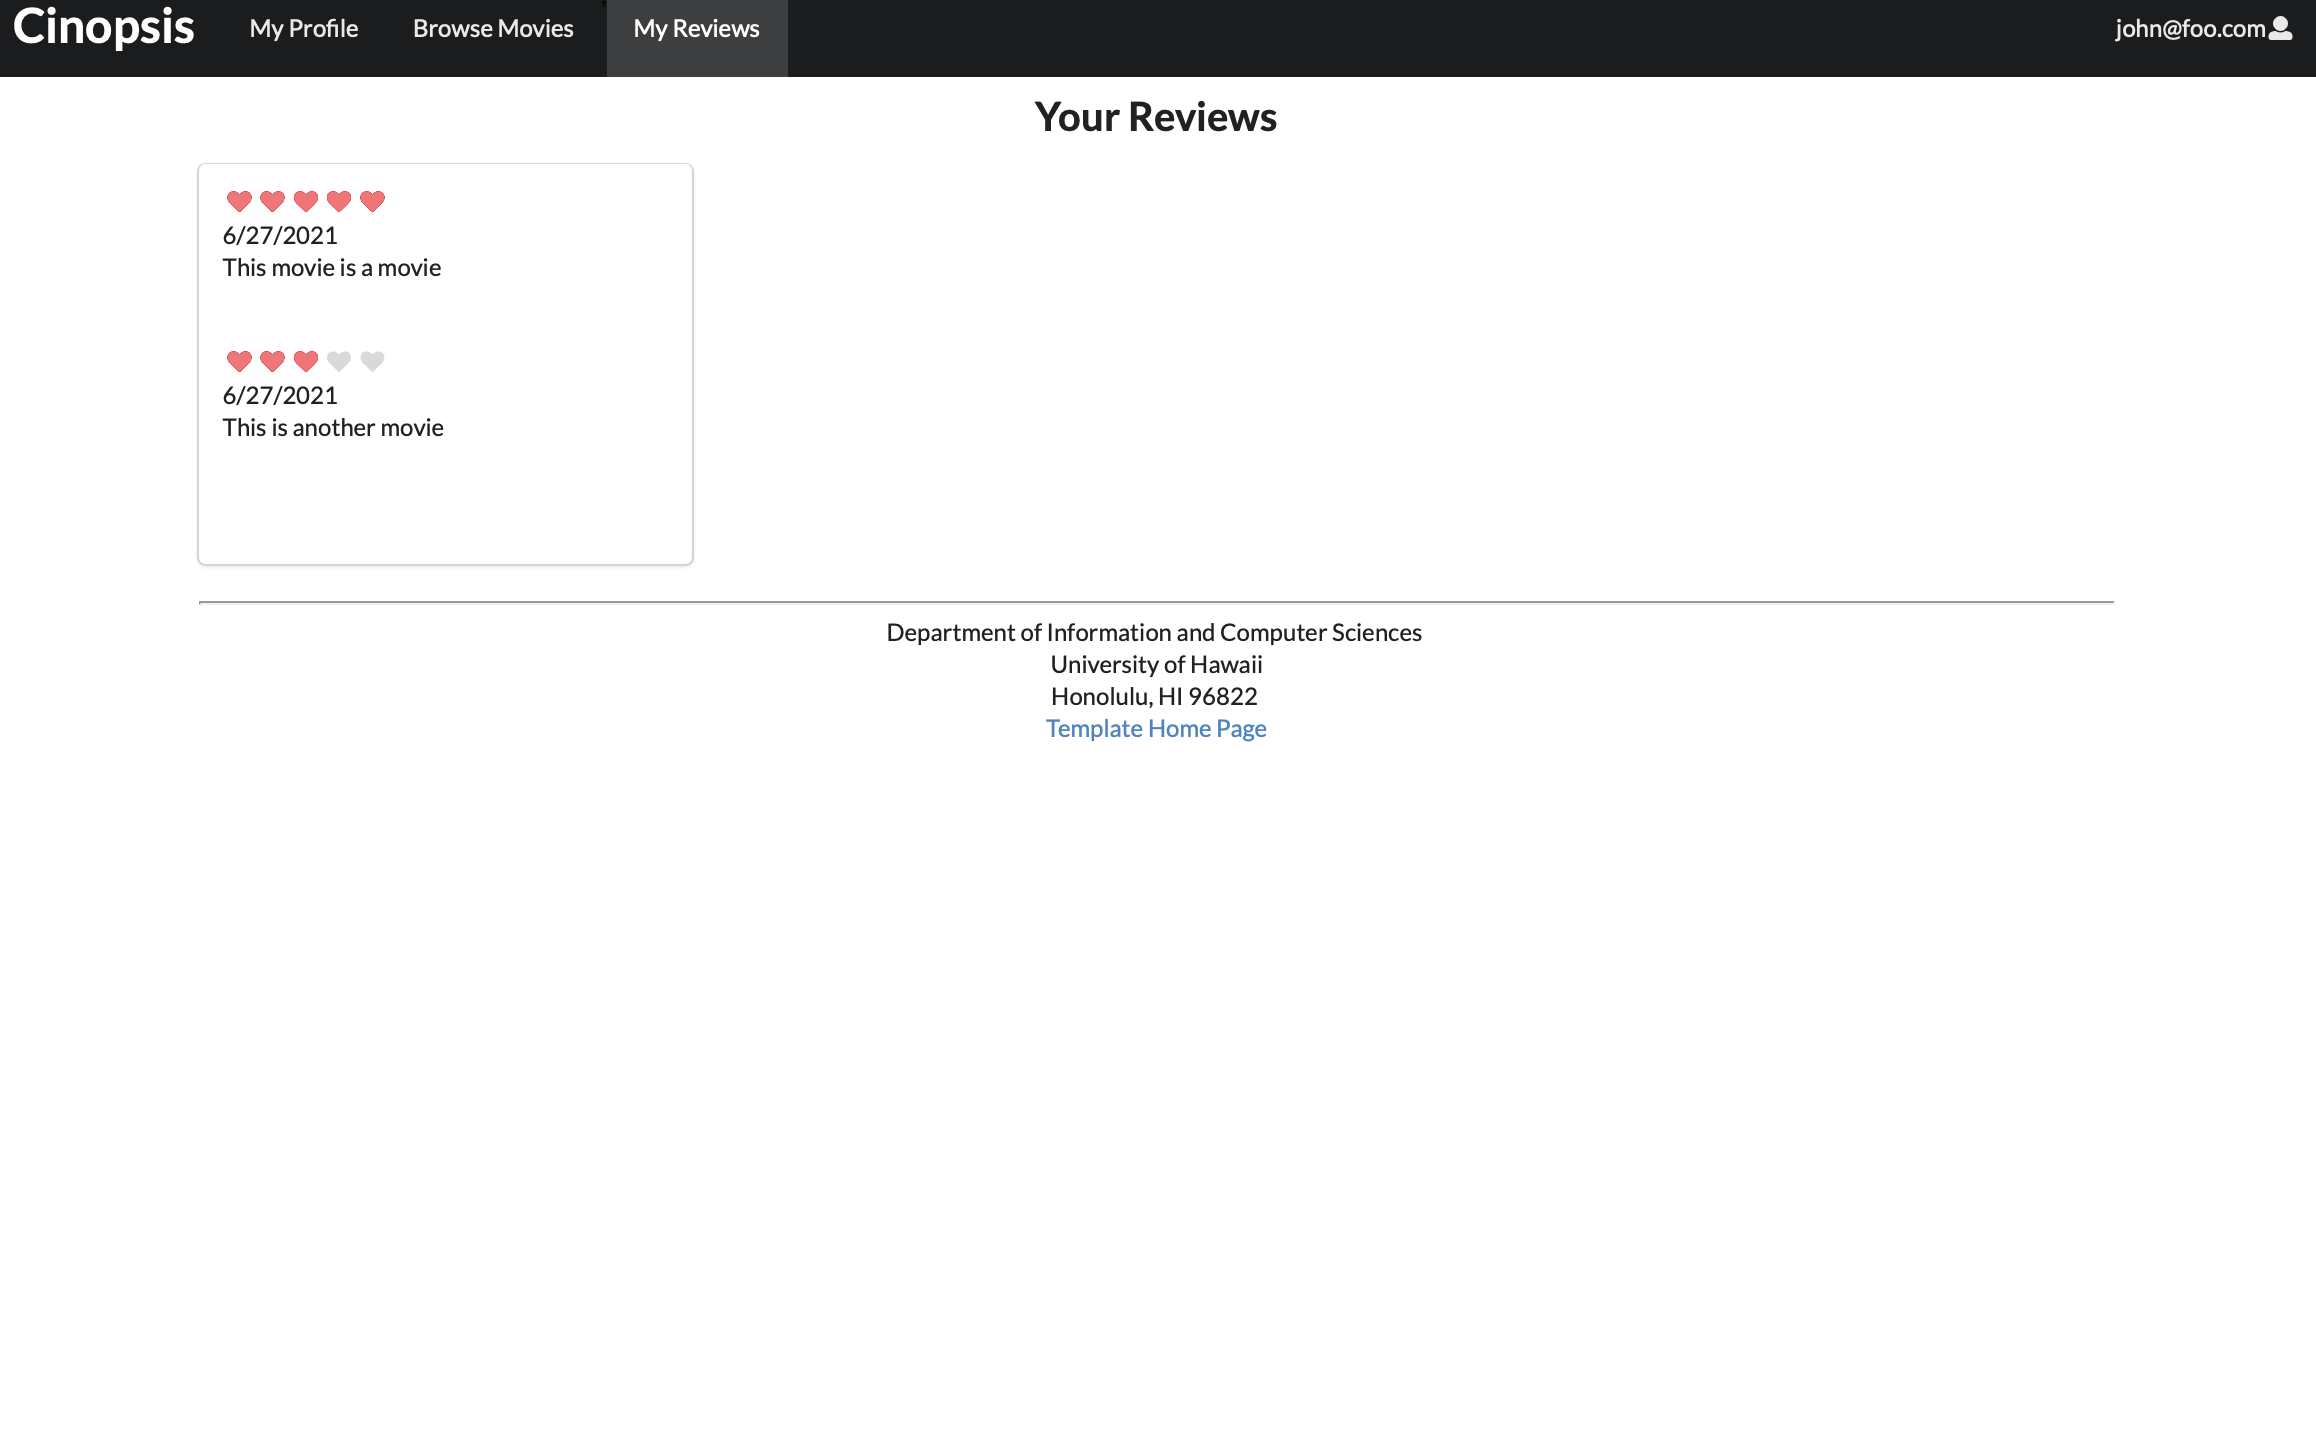 Cinopsis My Profile Browse Movies My Reviews john@foo.com
Your Reviews
6/27/2021
This movie is a movie
6/27/2021
This is another movie
Department of Information and Computer Sciences
University of Hawaii
Honolulu, HI 96822
Template Home Page